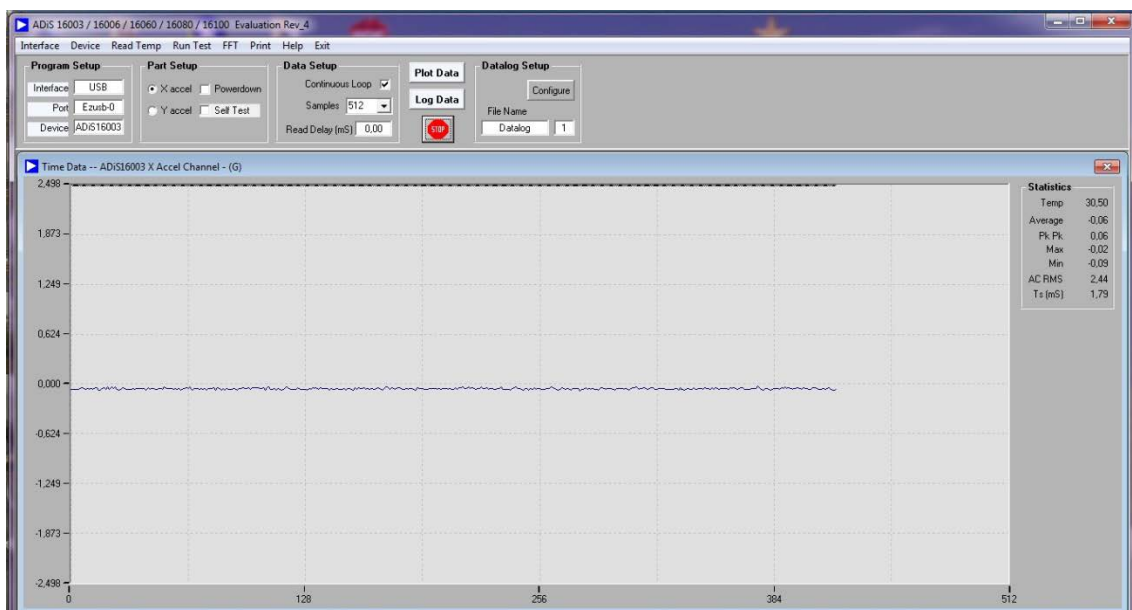 ADiS 16003 / 16006 / 16060 / 16080 / 16100 Evaluation Rev_4
Interface Device Read Temp Run Test FFT Print Help Exit
Program Setup
Interface USB
Port Ezusb-0
Device ADiS16003
Part Setup
X accel Powerdown
Y accel Self Test
Data Setup
Continuous Loop
Samples 512
Read Delay (mS) 0,00
Plot Data
Log Data
STOP
Datalog Setup
Configure
File Name
Datalog 1
Time Data -- ADiS16003 X Accel Channel - (G)
2,498
1,873
1,249
0,624
0,000
-0,624
-1,249
-1,873
-2,498
0 128 256 384 512
Statistics
Temp 30,50
Average -0,06
Pk Pk 0,06
Max -0,02
Min -0,09
AC RMS 2,44
Ts (mS) 1,79